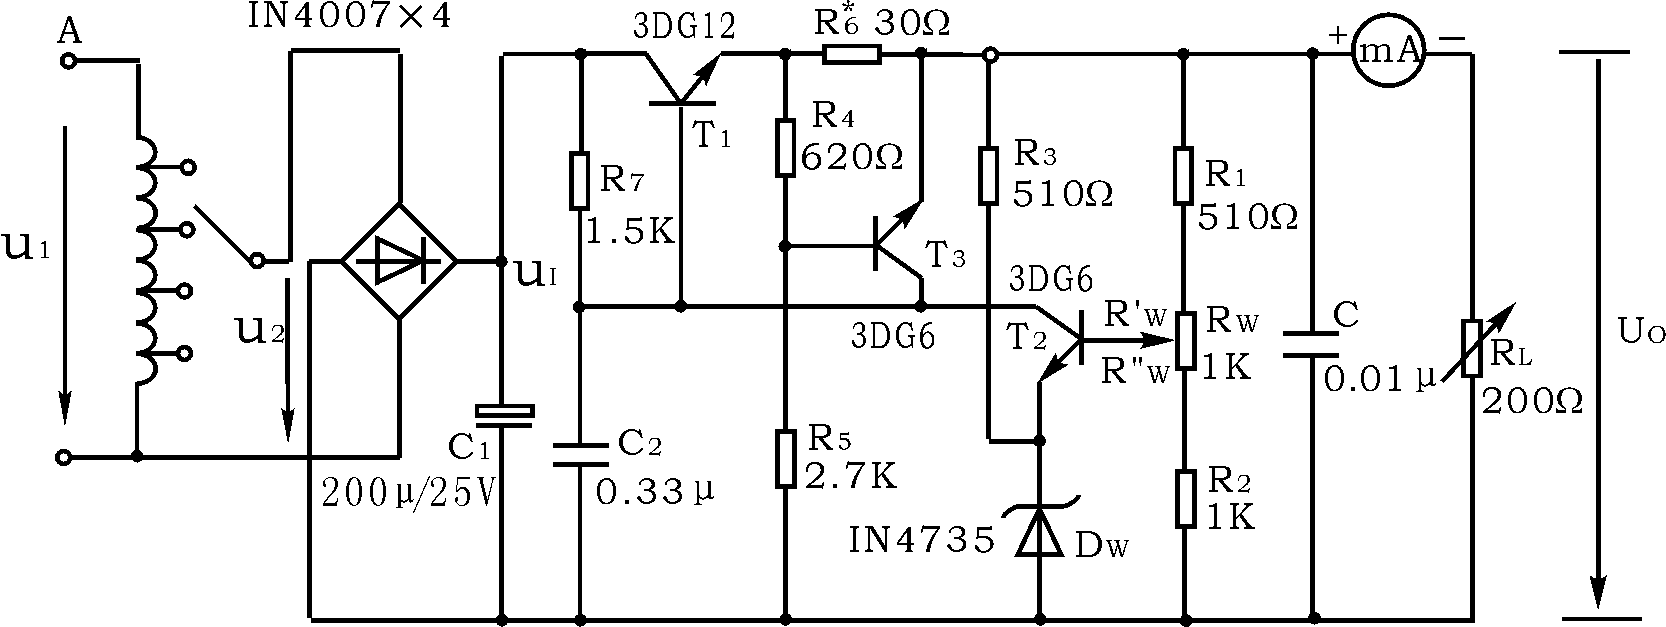 IN4007×4
A
3DG12
R*6 30Ω
+
mA
−
T1
R4
620Ω
R3
510Ω
R1
510Ω
R7
1.5K
u1
uI
T3
3DG6
R'W
RW
1K
C
u2
3DG6
T2
R"W
0.01μ
RL
200Ω
UO
C1
200μ/25V
C2
0.33μ
R5
2.7K
R2
1K
IN4735
DW